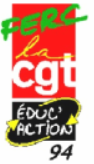 FERC
la
cgt
ÉDUC'
ACTION
94